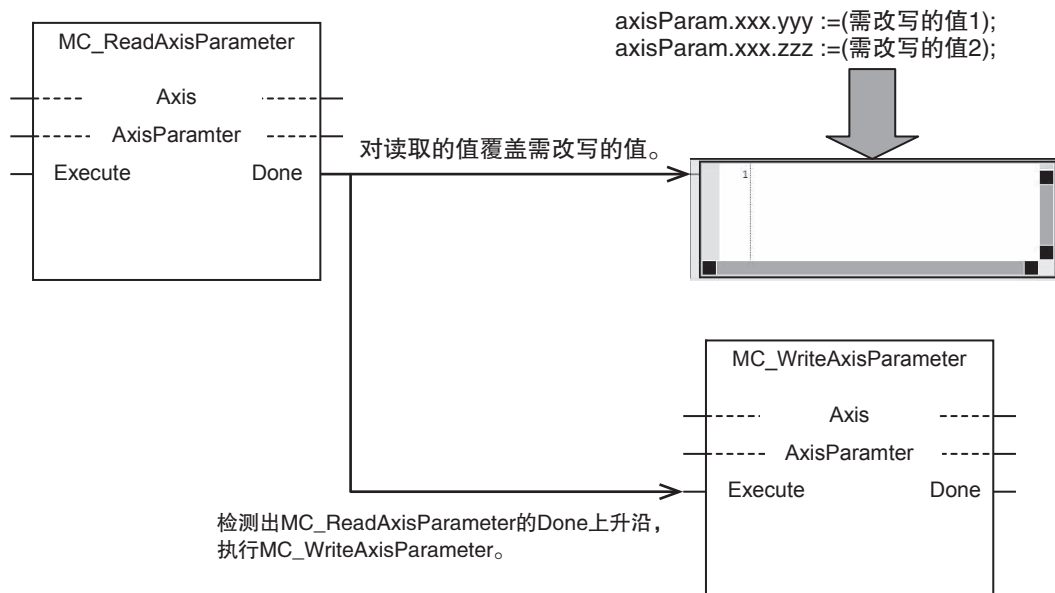 MC_ReadAxisParameter
Axis
AxisParamter
Execute Done
axisParam.xxx.yyy :=(需改写的值1);
axisParam.xxx.zzz :=(需改写的值2);
对读取的值覆盖需改写的值。
1
MC_WriteAxisParameter
Axis
AxisParamter
Execute Done
检测出MC_ReadAxisParameter的Done上升沿，
执行MC_WriteAxisParameter。